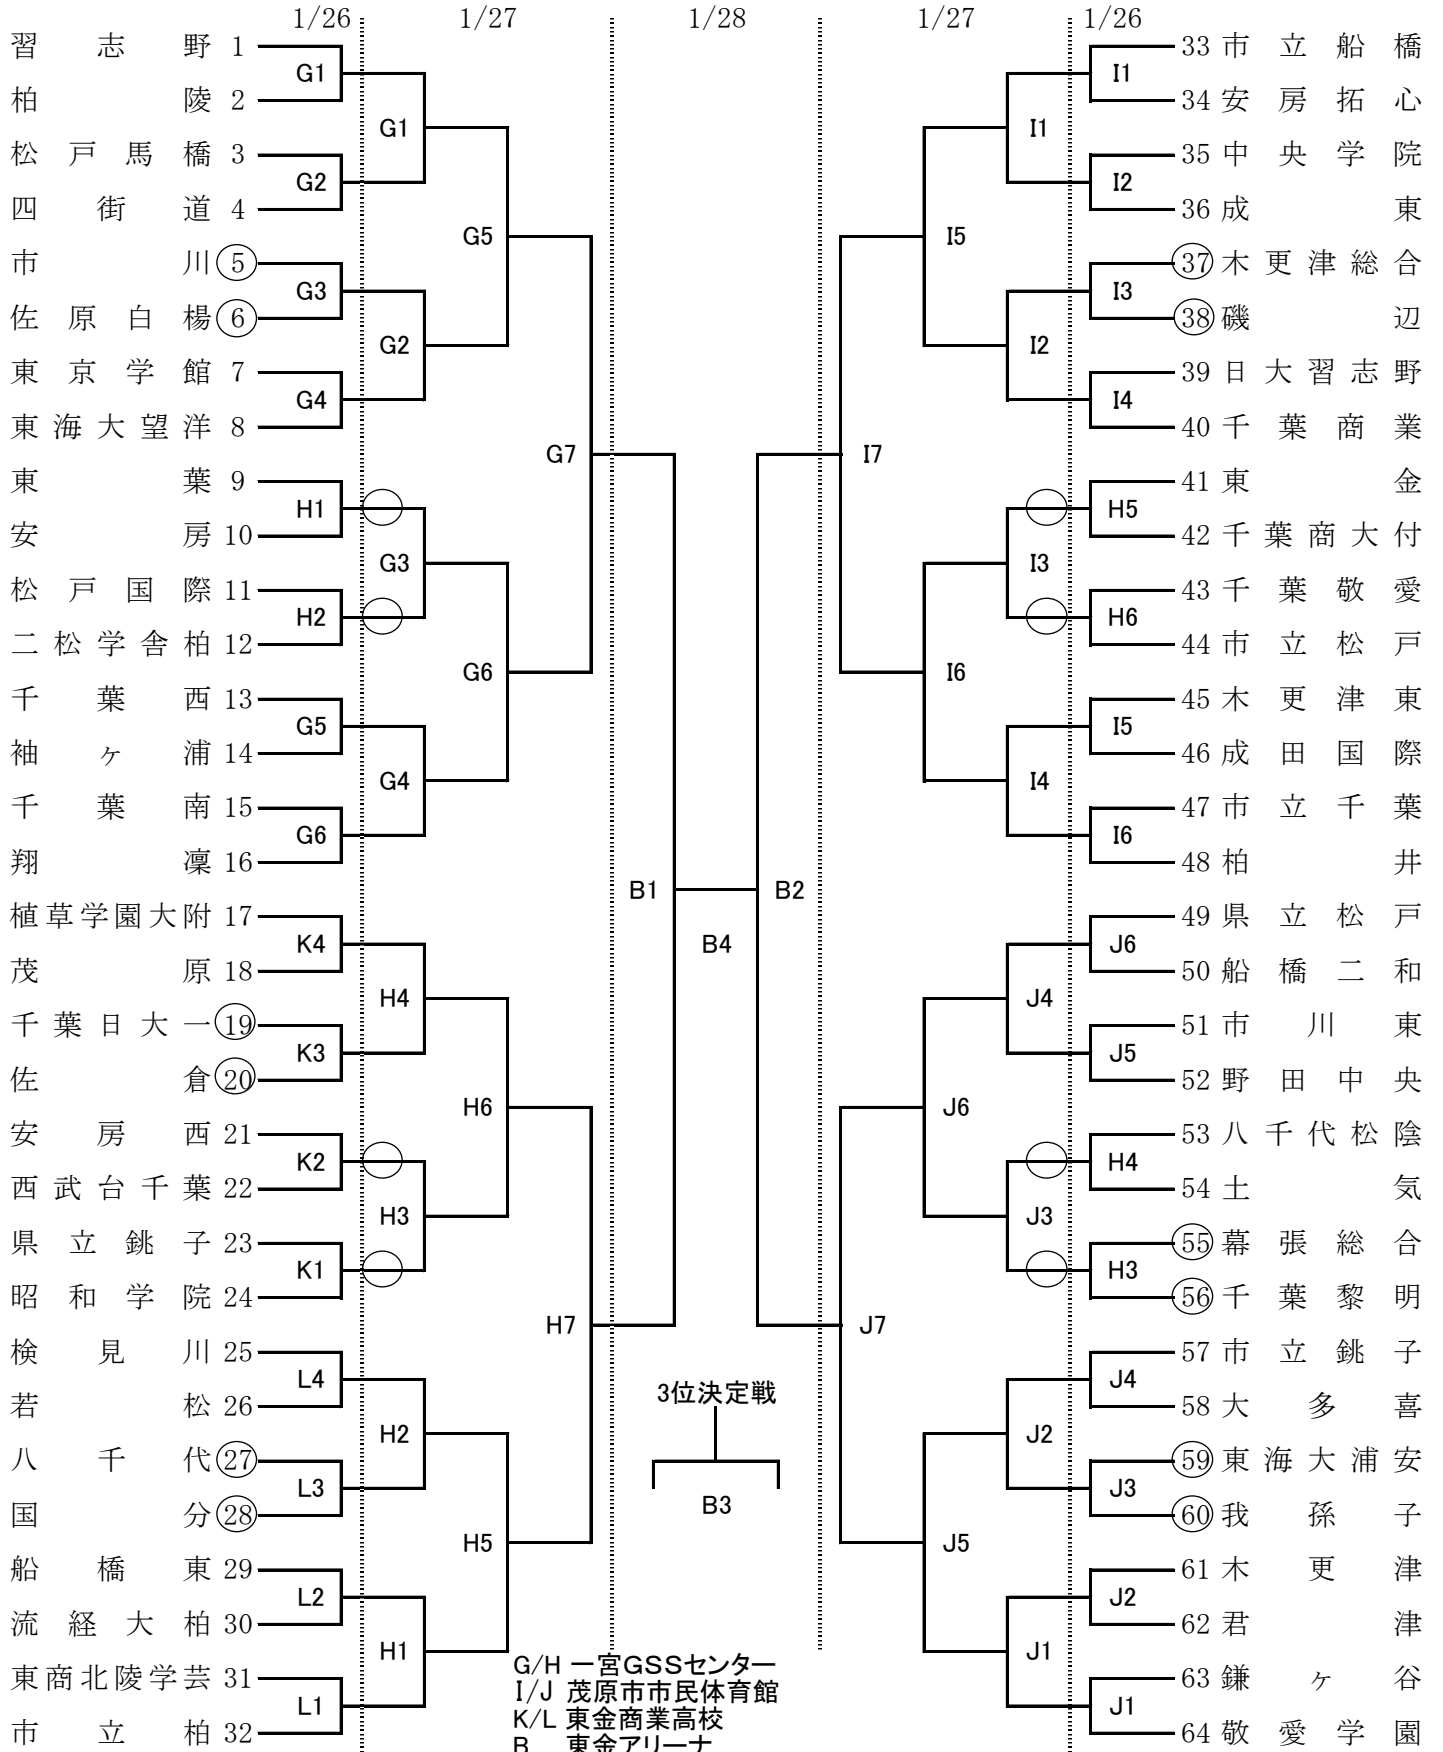 1/26 1/27 1/28 1/27 1/26
習志野 1
柏陵 2
松戸馬橋 3
四街道 4
市川 5
佐原白楊 6
東京学館 7
東海大望洋 8
東葉 9
安房 10
松戸国際 11
二松学舎柏 12
千葉西 13
袖ヶ浦 14
千葉南 15
翔凜 16
植草学園大附 17
茂原 18
千葉日大一 19
佐倉 20
安房西 21
西武台千葉 22
県立銚子 23
昭和学院 24
検見川 25
若松 26
八千代 27
国分 28
船橋東 29
流経大柏 30
東商北陵学芸 31
市立柏 32
G1
G2
G3
G4
H1
H2
G5
G6
K4
K3
K2
K1
L4
L3
L2
L1
G1
G2
G3
G4
H4
H3
H2
H1
G5
G6
H6
H5
G7
H7
B1
B4
B2
3位決定戦
B3
I7
J7
I5
I6
J6
J5
I1
I2
I3
I4
J4
J3
J2
J1
I1
I2
I3
I4
H5
H6
I5
I6
J6
J5
H4
H3
J4
J3
J2
J1
33 市立船橋
34 安房拓心
35 中央学院
36 成東
37 木更津総合
38 磯辺
39 日大習志野
40 千葉商業
41 東金
42 千葉商大付
43 千葉敬愛
44 市立松戸
45 木更津東
46 成田国際
47 市立千葉
48 柏井
49 県立松戸
50 船橋二和
51 市川東
52 野田中央
53 八千代松陰
54 土気
55 幕張総合
56 千葉黎明
57 市立銚子
58 大多喜
59 東海大浦安
60 我孫子
61 木更津
62 君津
63 鎌ヶ谷
64 敬愛学園
G/H 一宮GSSセンター
I/J 茂原市市民体育館
K/L 東金商業高校
B 東金アリーナ